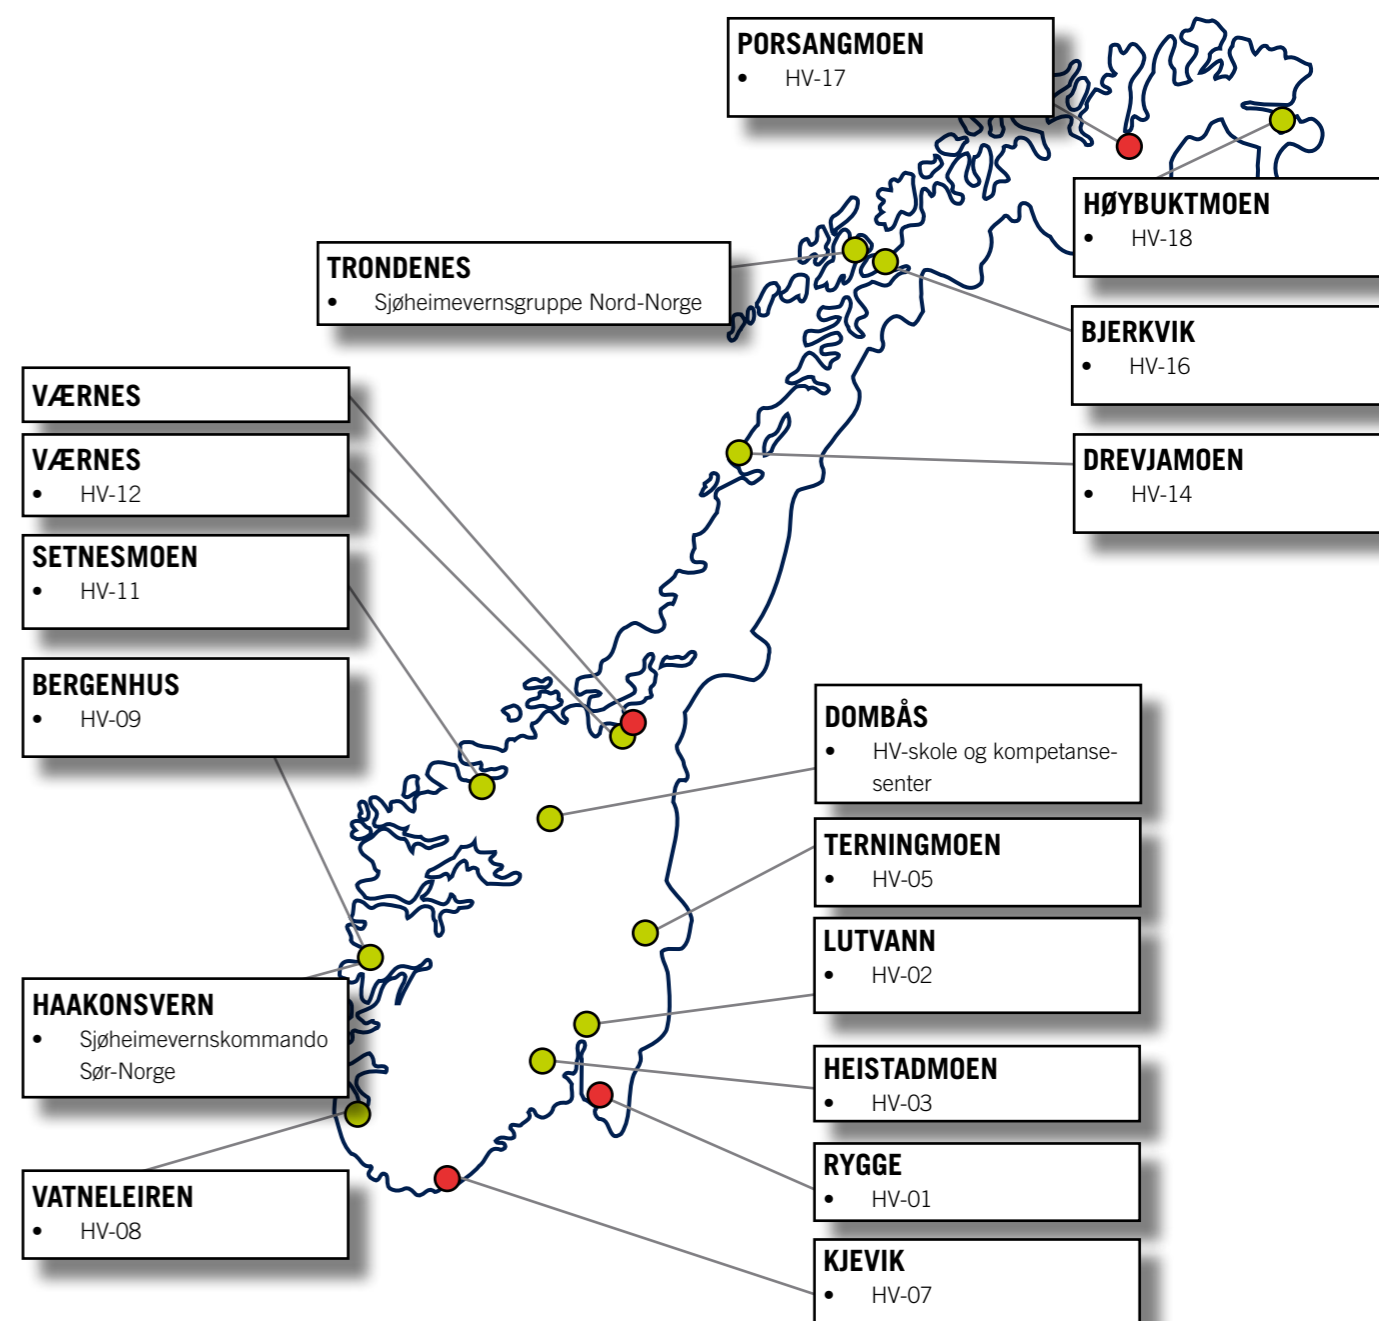 PORSANGMOEN
• HV-17
HØYBUKTMOEN
• HV-18
TRONDENES
• Sjøheimevernsgruppe Nord-Norge
BJERKVIK
• HV-16
VÆRNES
VÆRNES
• HV-12
DREVJAMOEN
• HV-14
SETNESMOEN
• HV-11
BERGENHUS
• HV-09
DOMBÅS
• HV-skole og kompetanse-
senter
TERNINGMOEN
• HV-05
LUTVANN
• HV-02
HAAKONSVERN
• Sjøheimevernskommando
Sør-Norge
HEISTADMOEN
• HV-03
RYGGE
• HV-01
VATNELEIREN
• HV-08
KJEVIK
• HV-07